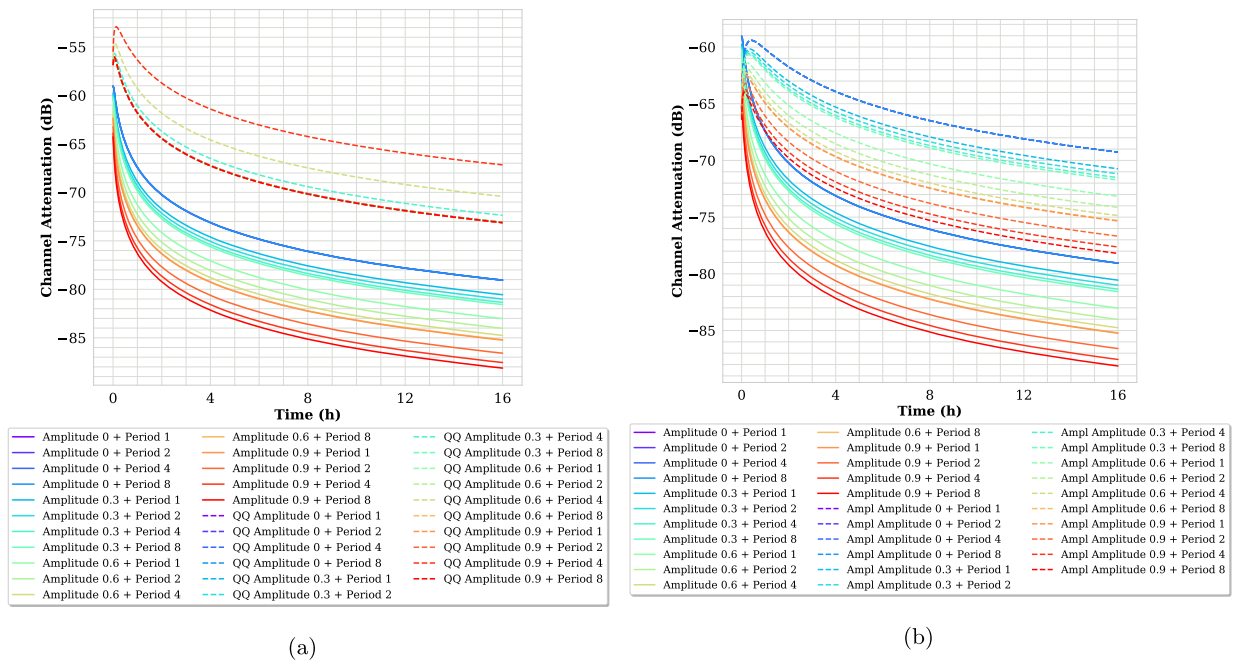 −55
−60
−65
−70
−75
−80
−85
Channel Attenuation (dB)
0 4 8 12 16
Time (h)
Amplitude 0 + Period 1
Amplitude 0 + Period 2
Amplitude 0 + Period 4
Amplitude 0 + Period 8
Amplitude 0.3 + Period 1
Amplitude 0.3 + Period 2
Amplitude 0.3 + Period 4
Amplitude 0.3 + Period 8
Amplitude 0.6 + Period 1
Amplitude 0.6 + Period 2
Amplitude 0.6 + Period 4
Amplitude 0.6 + Period 8
Amplitude 0.9 + Period 1
Amplitude 0.9 + Period 2
Amplitude 0.9 + Period 4
Amplitude 0.9 + Period 8
QQ Amplitude 0 + Period 1
QQ Amplitude 0 + Period 2
QQ Amplitude 0 + Period 4
QQ Amplitude 0 + Period 8
QQ Amplitude 0.3 + Period 1
QQ Amplitude 0.3 + Period 2
QQ Amplitude 0.3 + Period 4
QQ Amplitude 0.3 + Period 8
QQ Amplitude 0.6 + Period 1
QQ Amplitude 0.6 + Period 2
QQ Amplitude 0.6 + Period 4
QQ Amplitude 0.6 + Period 8
QQ Amplitude 0.9 + Period 1
QQ Amplitude 0.9 + Period 2
QQ Amplitude 0.9 + Period 4
QQ Amplitude 0.9 + Period 8
(a)
−60
−65
−70
−75
−80
−85
Channel Attenuation (dB)
0 4 8 12 16
Time (h)
Amplitude 0 + Period 1
Amplitude 0 + Period 2
Amplitude 0 + Period 4
Amplitude 0 + Period 8
Amplitude 0.3 + Period 1
Amplitude 0.3 + Period 2
Amplitude 0.3 + Period 4
Amplitude 0.3 + Period 8
Amplitude 0.6 + Period 1
Amplitude 0.6 + Period 2
Amplitude 0.6 + Period 4
Amplitude 0.6 + Period 8
Amplitude 0.9 + Period 1
Amplitude 0.9 + Period 2
Amplitude 0.9 + Period 4
Amplitude 0.9 + Period 8
Ampl Amplitude 0 + Period 1
Ampl Amplitude 0 + Period 2
Ampl Amplitude 0 + Period 4
Ampl Amplitude 0 + Period 8
Ampl Amplitude 0.3 + Period 1
Ampl Amplitude 0.3 + Period 2
Ampl Amplitude 0.3 + Period 4
Ampl Amplitude 0.3 + Period 8
Ampl Amplitude 0.6 + Period 1
Ampl Amplitude 0.6 + Period 2
Ampl Amplitude 0.6 + Period 4
Ampl Amplitude 0.6 + Period 8
Ampl Amplitude 0.9 + Period 1
Ampl Amplitude 0.9 + Period 2
Ampl Amplitude 0.9 + Period 4
Ampl Amplitude 0.9 + Period 8
(b)